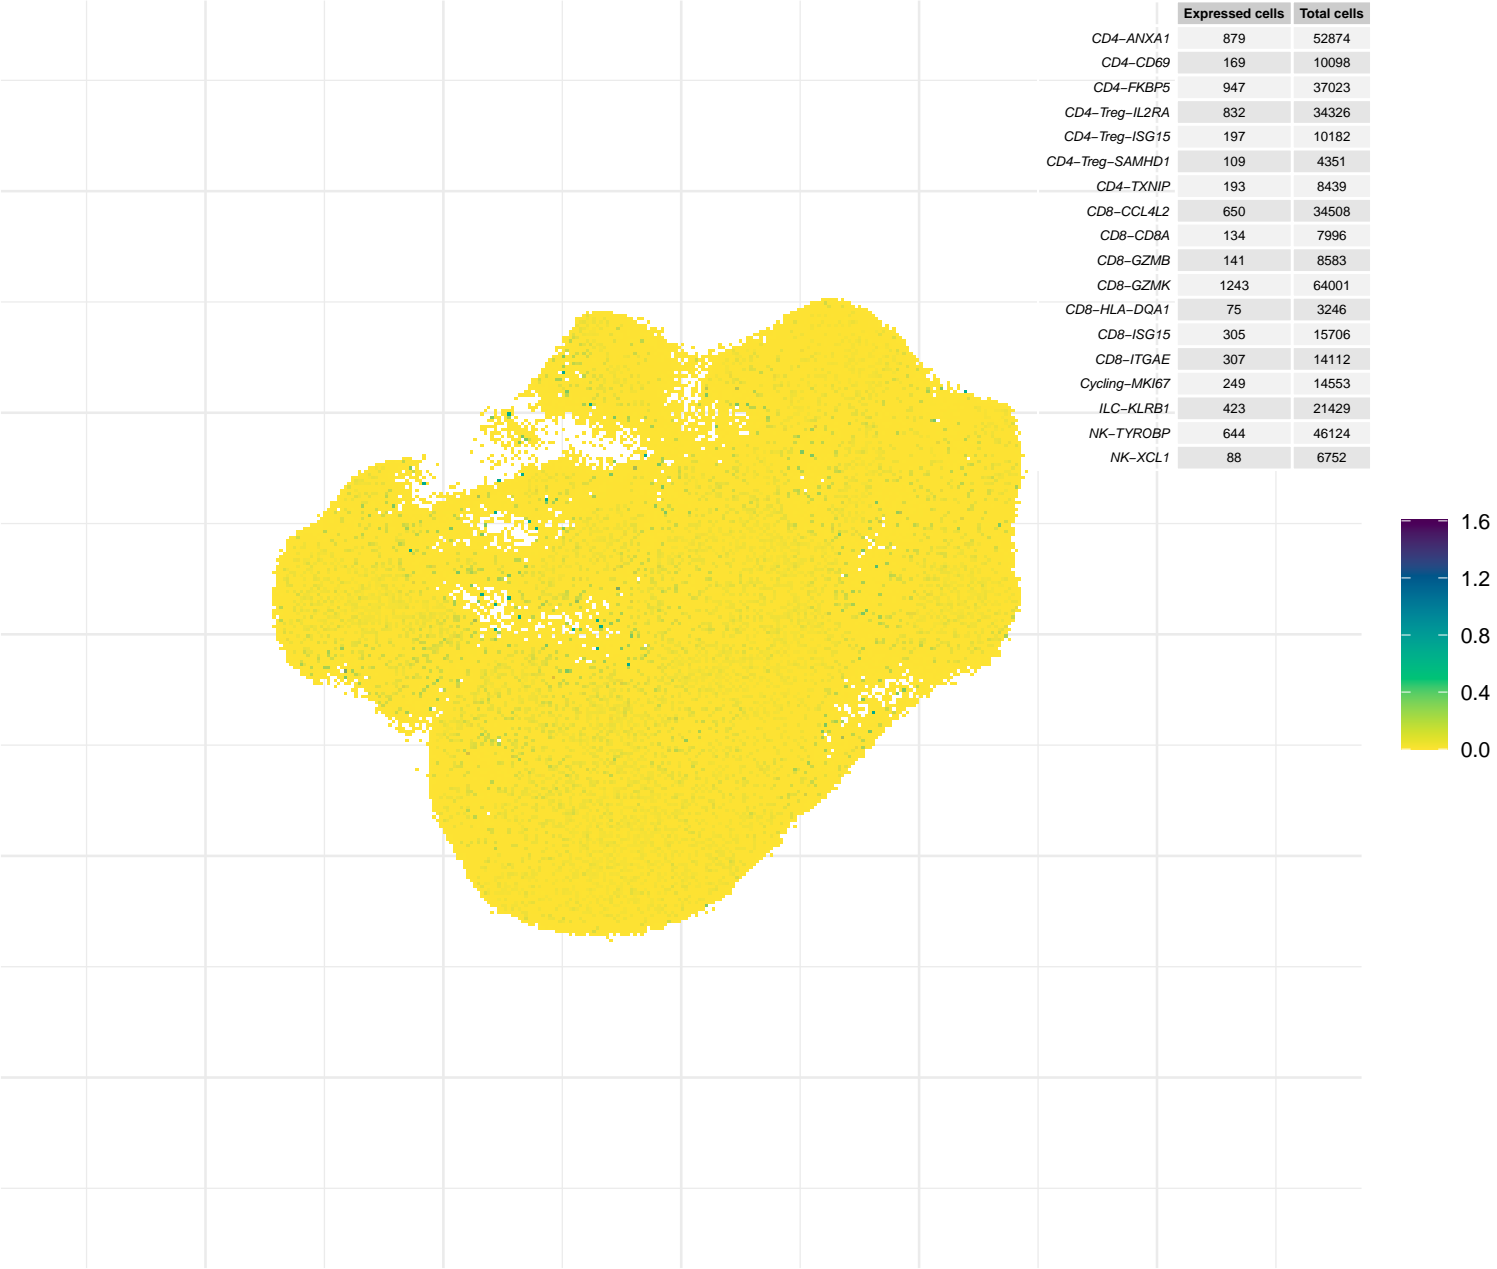 Expressed cells Total cells
CD4−ANXA1 879 52874
CD4−CD69 169 10098
CD4−FKBP5 947 37023
CD4−Treg−IL2RA 832 34326
CD4−Treg−ISG15 197 10182
CD4−Treg−SAMHD1 109 4351
CD4−TXNIP 193 8439
CD8−CCL4L2 650 34508
CD8−CD8A 134 7996
CD8−GZMB 141 8583
CD8−GZMK 1243 64001
CD8−HLA−DQA1 75 3246
CD8−ISG15 305 15706
CD8−ITGAE 307 14112
Cycling−MKI67 249 14553
ILC−KLRB1 423 21429
NK−TYROBP 644 46124
NK−XCL1 88 6752
1.6
1.2
0.8
0.4
0.0